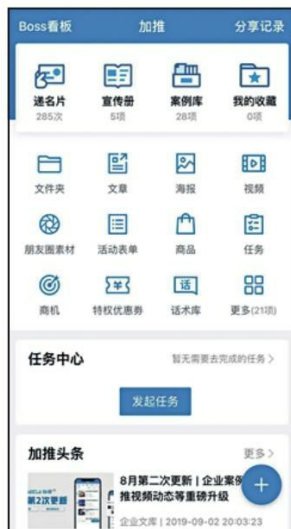 Boss看板 加推 分享记录
递名片 宣传册 案例库 我的收藏
285次 5项 28项 0项
文件夹 文章 海报 视频
朋友圈素材 活动表单 商品 任务
话
商机 特权优惠券 话术库 更多(21项)
任务中心 暂无需要去完成的任务 >
发起任务
加推头条 更多 >
8月第二次更新 | 企业案例
推视频动态等重磅升级
第2次更新
企业文库 | 2019-09-02 20:03:23